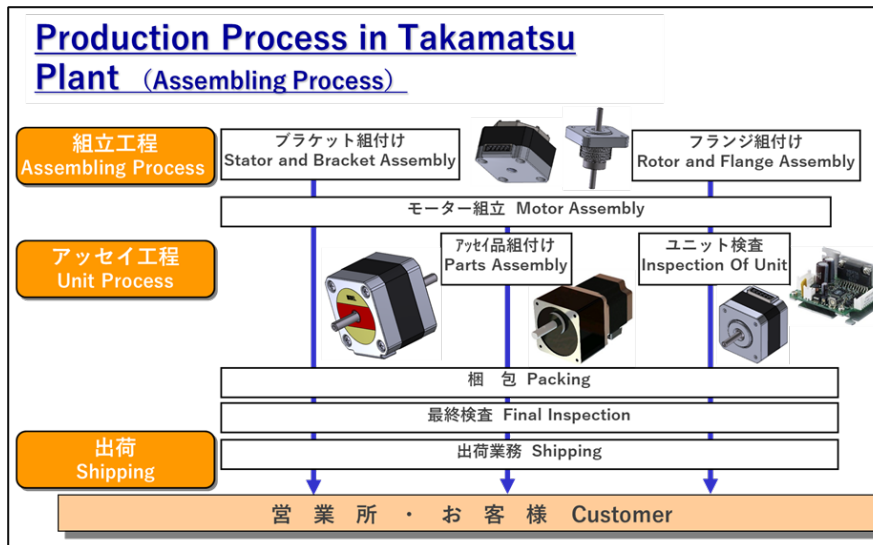 Production Process in Takamatsu
Plant （Assembling Process）
組立工程
Assembling Process
ブラケット組付け
Stator and Bracket Assembly
フランジ組付け
Rotor and Flange Assembly
モーター組立 Motor Assembly
アッセイ工程
Unit Process
ｱｯｾｲ品組付け
Parts Assembly
ユニット検査
Inspection Of Unit
梱　包 Packing
最終検査 Final Inspection
出荷
Shipping
出荷業務 Shipping
営 業 所 ・ お 客 様 Customer